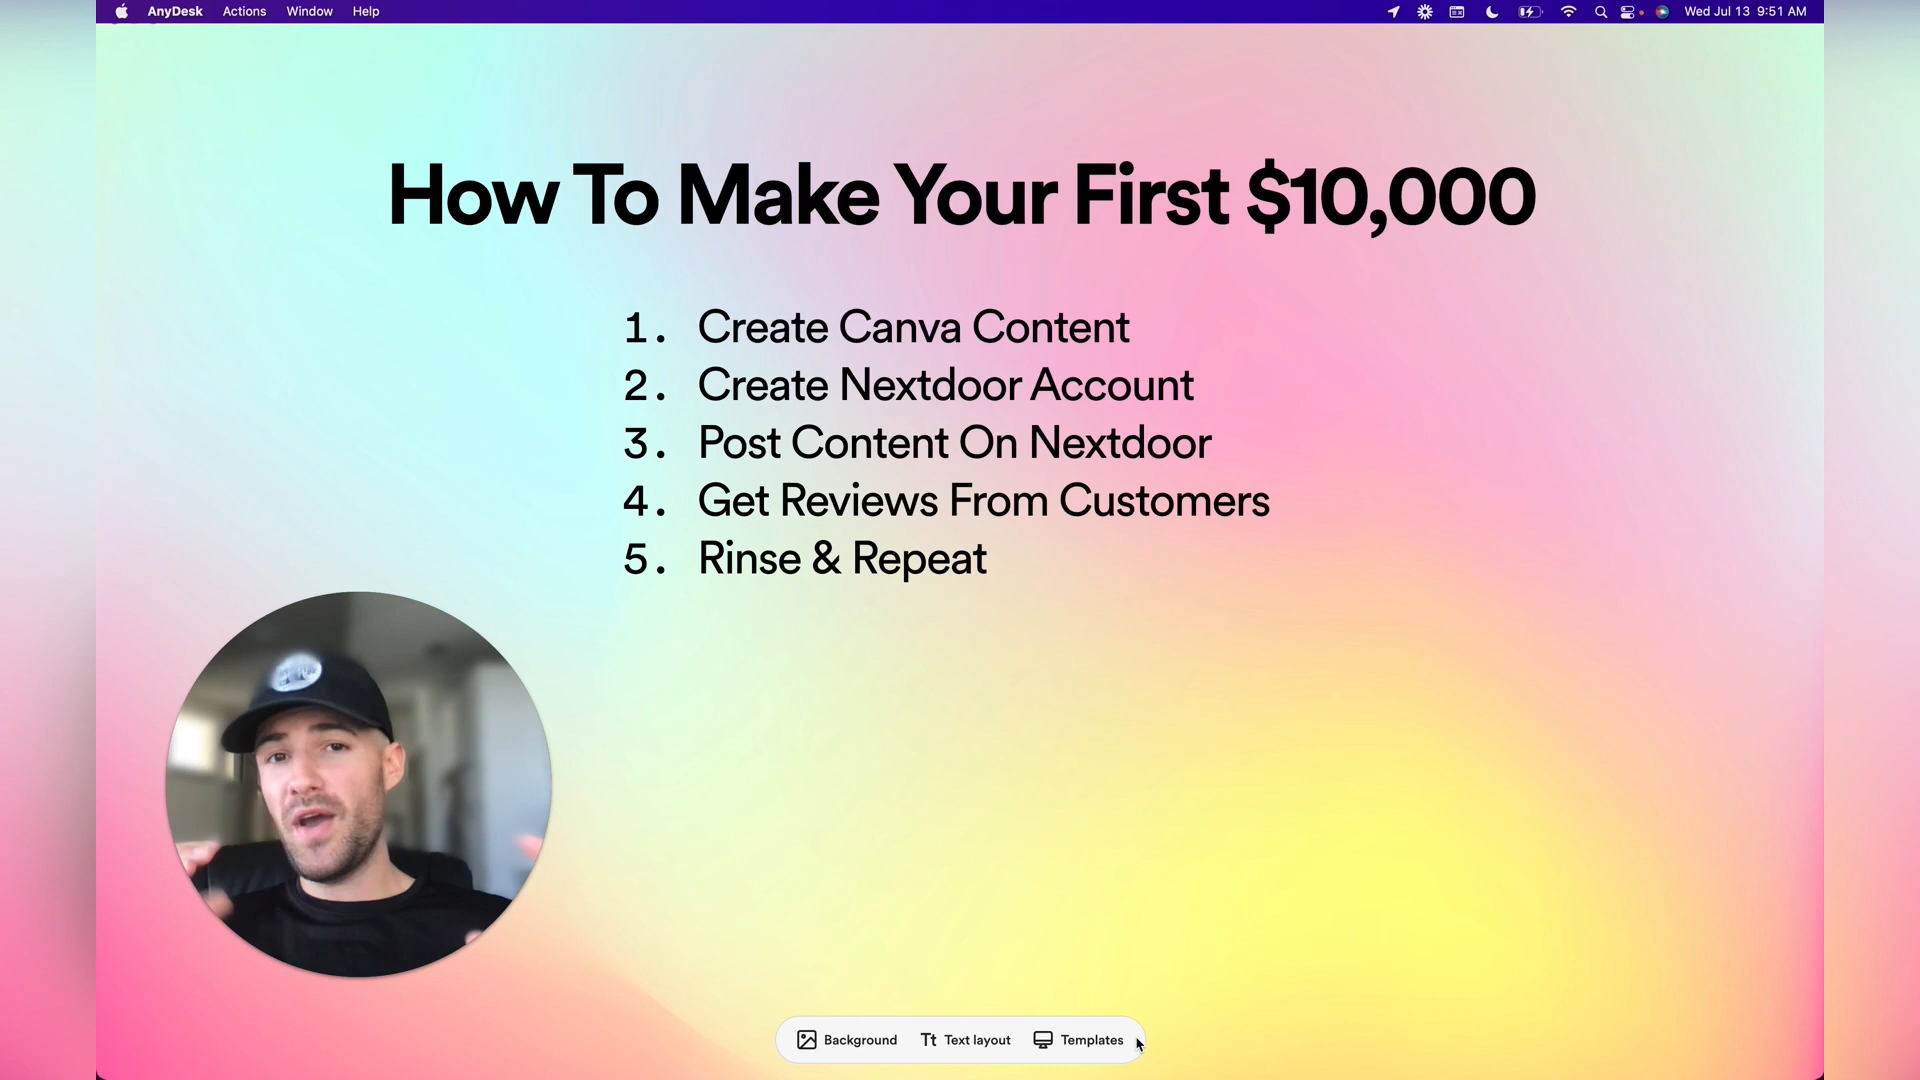 AnyDesk Actions Window Help Wed Jul 13 9:51 AM
How To Make Your First $10,000
1. Create Canva Content
2. Create Nextdoor Account
3. Post Content On Nextdoor
4. Get Reviews From Customers
5. Rinse & Repeat
Background Tt Text layout Templates